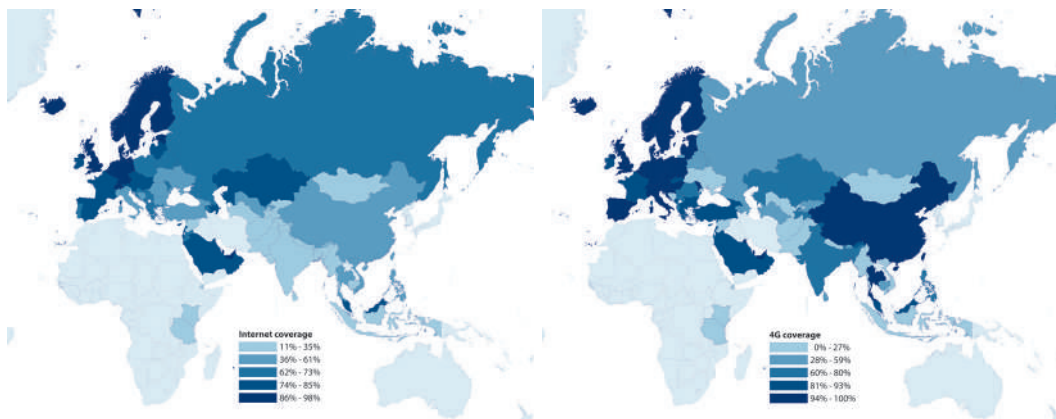 Internet coverage
11% - 35%
36% - 61%
62% - 73%
74% - 85%
86% - 98%
4G coverage
0% - 27%
28% - 59%
60% - 80%
81% - 93%
94% - 100%